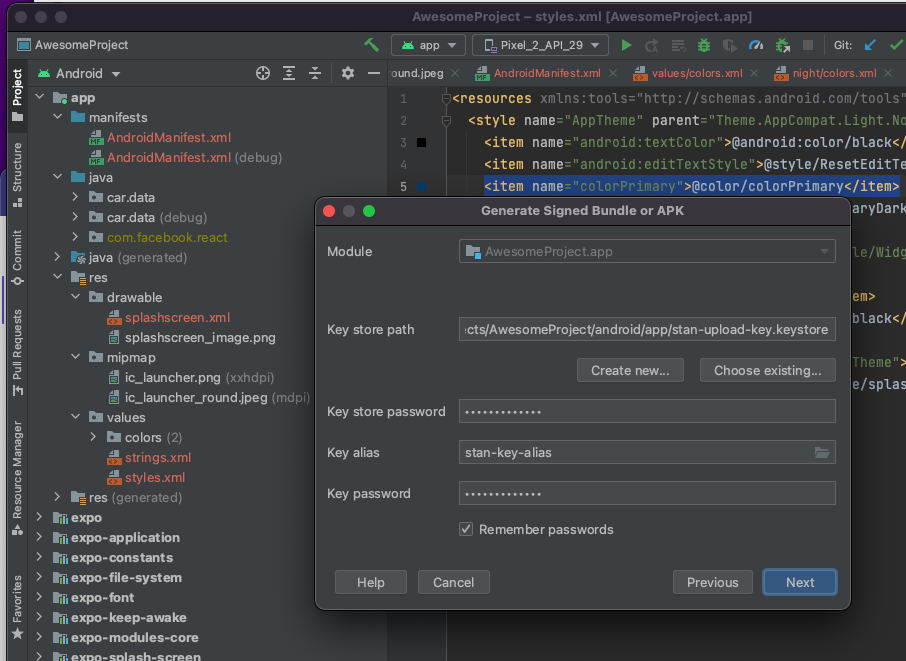 AwesomeProject – styles.xml [AwesomeProject.app]
AwesomeProject
app
Pixel_2_API_29
Git:
Project
Structure
Commit
Pull Requests
Resource Manager
Favorites
Android
app
manifests
AndroidManifest.xml
AndroidManifest.xml (debug)
java
car.data
car.data (debug)
com.facebook.react
java (generated)
res
drawable
splashscreen.xml
splashscreen_image.png
mipmap
ic_launcher.png (xxhdpi)
ic_launcher_round.jpeg (mdpi)
values
colors (2)
strings.xml
styles.xml
res (generated)
expo
expo-application
expo-constants
expo-file-system
expo-font
expo-keep-awake
expo-modules-core
expo-splash-screen
ound.jpeg
AndroidManifest.xml
values/colors.xml
night/colors.xml
1 <resources xmlns:tools="http://schemas.android.com/tools"
2 <style name="AppTheme" parent="Theme.AppCompat.Light.No
3 <item name="android:textColor">@android:color/black</
4 <item name="android:editTextStyle">@style/ResetEditTe
5 <item name="colorPrimary">@color/colorPrimary</item>
aryDark
le/Widg
em>
black</
Theme">
e/splas
Generate Signed Bundle or APK
Module
AwesomeProject.app
Key store path
cts/AwesomeProject/android/app/stan-upload-key.keystore
Create new...
Choose existing...
Key store password
•••••••••••••
Key alias
stan-key-alias
Key password
•••••••••••••
Remember passwords
Help
Cancel
Previous
Next